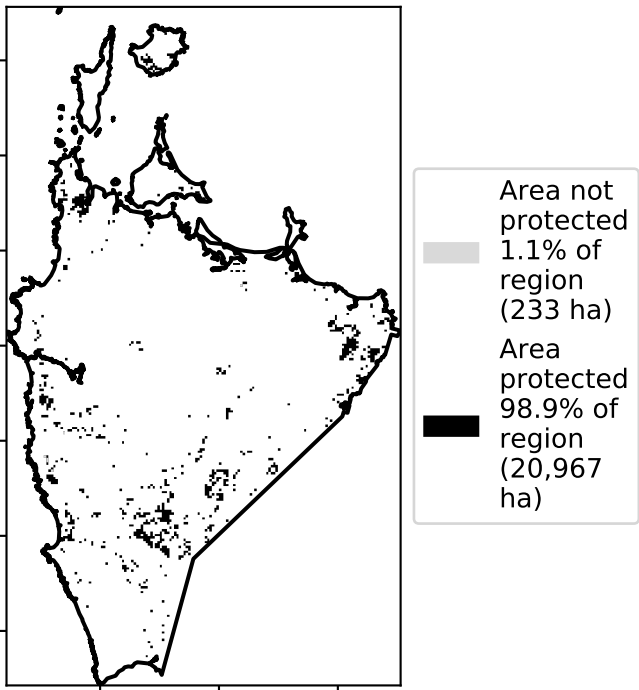 Area not
protected
1.1% of
region
(233 ha)
Area
protected
98.9% of
region
(20,967
ha)